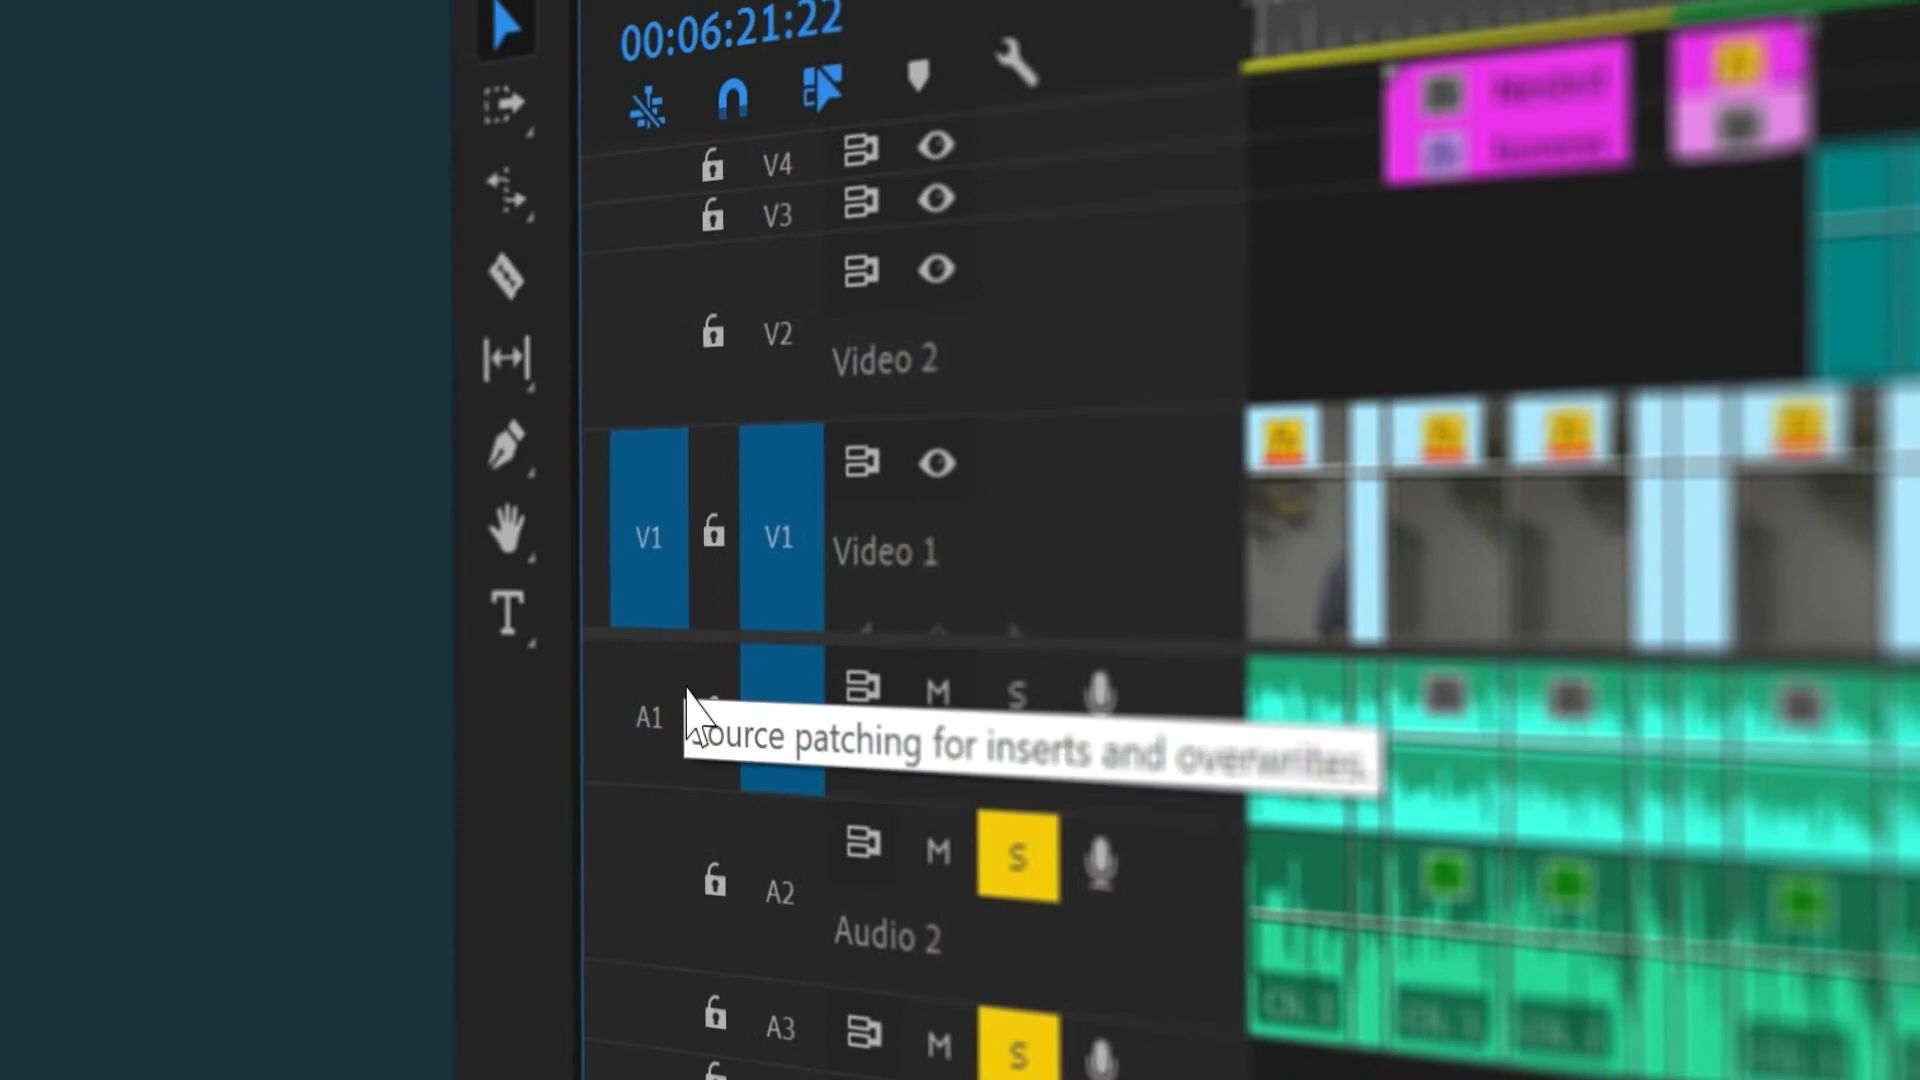 00:06:21:22
V4
V3
V2
Video 2
V1 V1
Video 1
A1 M S
ource patching for inserts and overwrites.
M S
A2
Audio 2
A3 M S